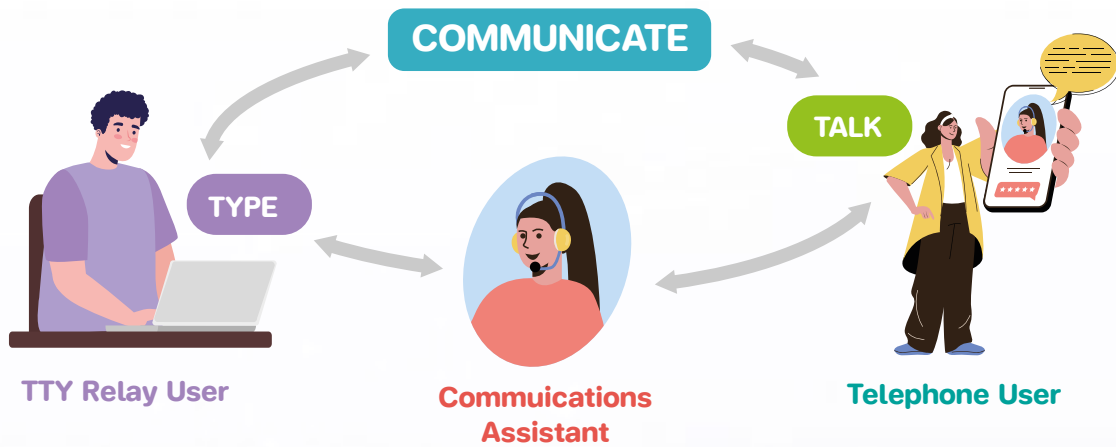 COMMUNICATE
TALK
TYPE
TTY Relay User
Commuications
Assistant
Telephone User